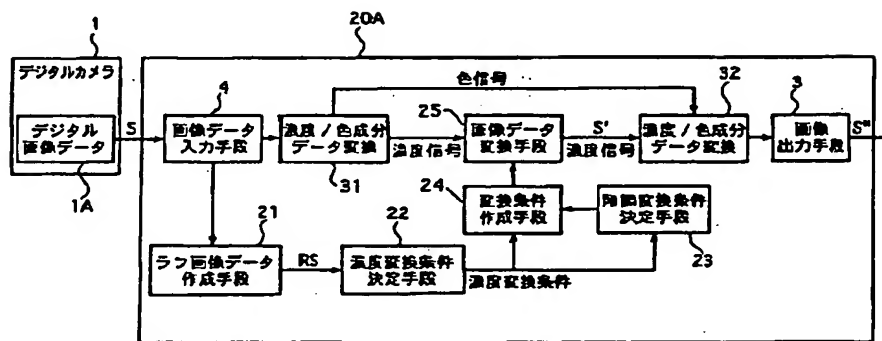 20A
1
デジタルカメラ
デジタル
画像データ
1A
S
4
画像データ
入力手段
濃度/色成分
データ変換
31
色信号
濃度信号
25
画像データ
変換手段
S'
濃度信号
32
濃度/色成分
データ変換
3
画像
出力手段
S"
24
変換条件
作成手段
階調変換条件
決定手段
23
21
ラフ画像データ
作成手段
RS
22
濃度変換条件
決定手段
濃度変換条件